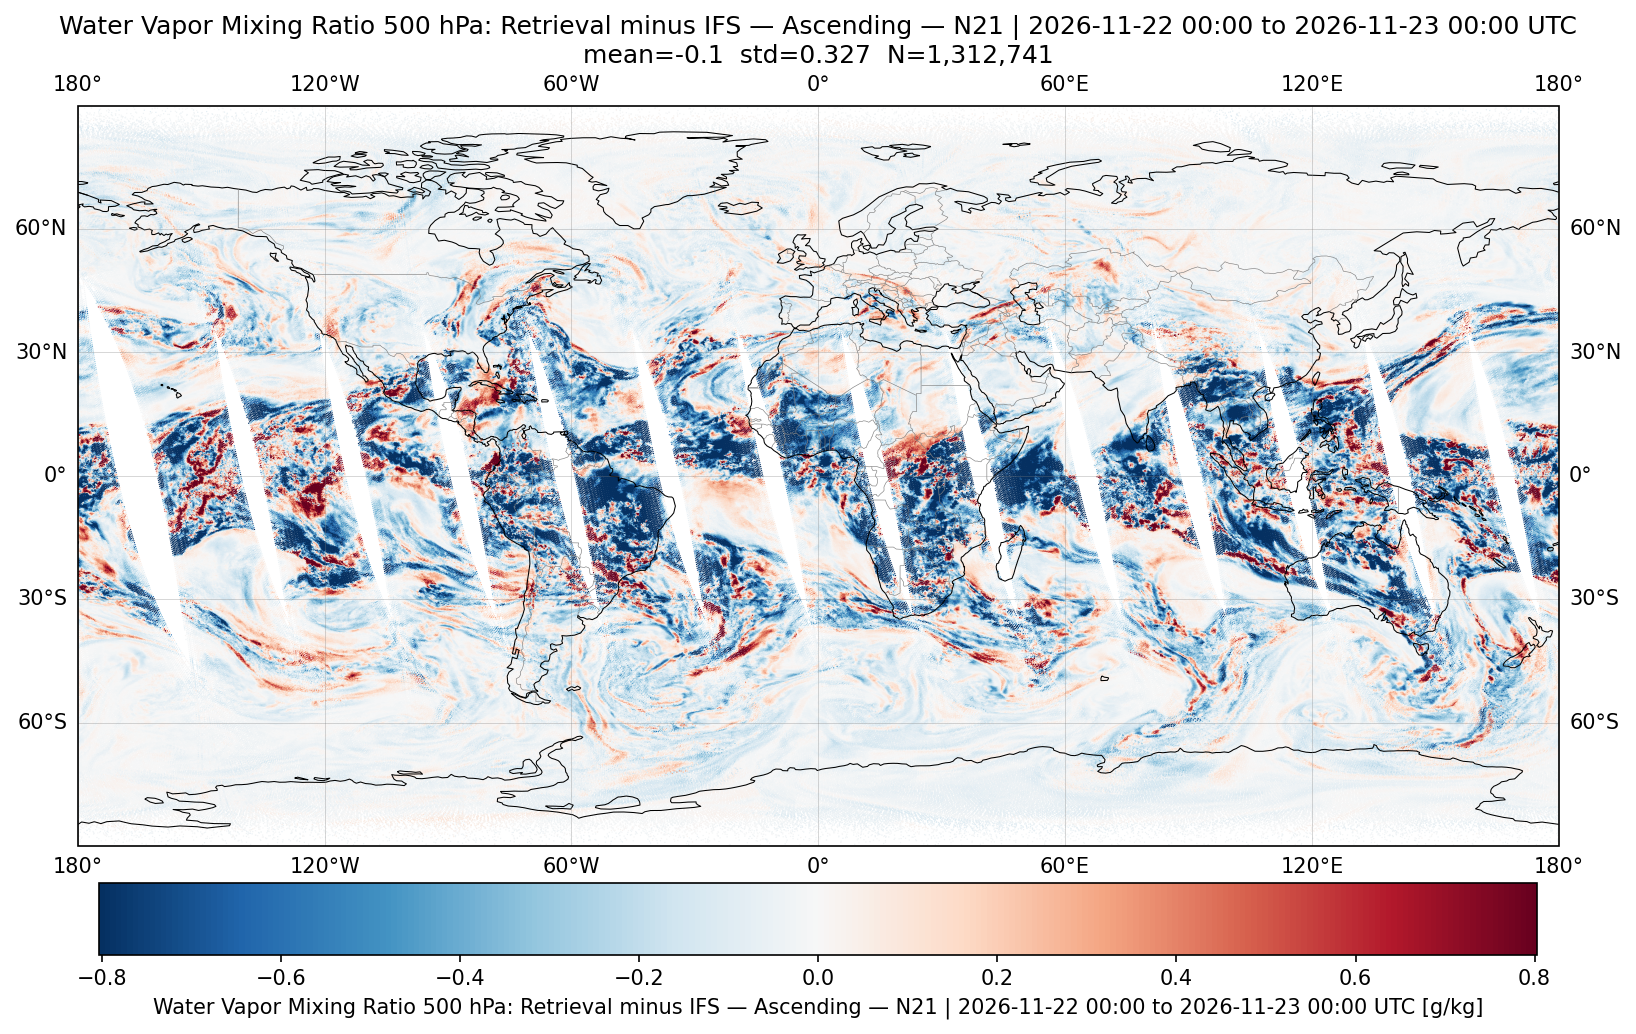 Water Vapor Mixing Ratio 500 hPa: Retrieval minus IFS — Ascending — N21 | 2026-11-22 00:00 to 2026-11-23 00:00 UTC
mean=-0.1 std=0.327 N=1,312,741
180° 120°W 60°W 0° 60°E 120°E 180°
60°N 60°N
30°N 30°N
0° 0°
30°S 30°S
60°S 60°S
180° 120°W 60°W 0° 60°E 120°E 180°
−0.8 −0.6 −0.4 −0.2 0.0 0.2 0.4 0.6 0.8
Water Vapor Mixing Ratio 500 hPa: Retrieval minus IFS — Ascending — N21 | 2026-11-22 00:00 to 2026-11-23 00:00 UTC [g/kg]